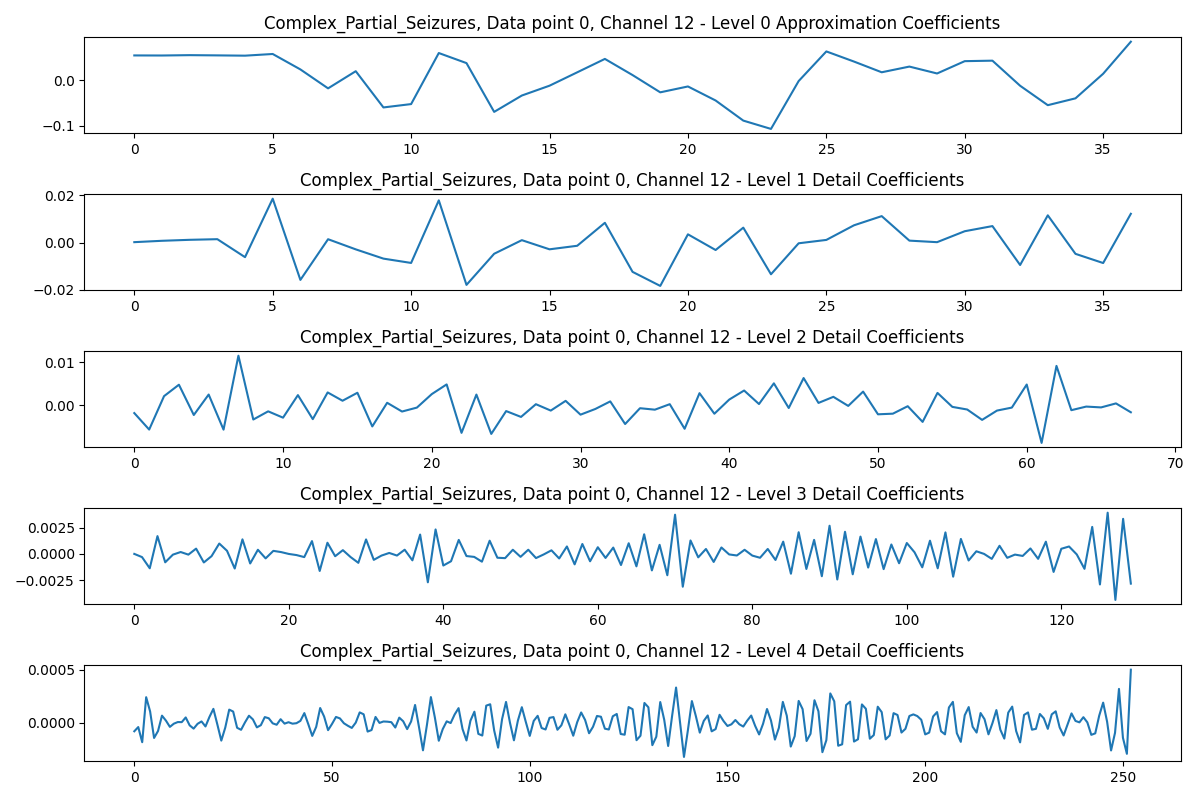 Complex_Partial_Seizures, Data point 0, Channel 12 - Level 0 Approximation Coefficients
0.0
−0.1
0 5 10 15 20 25 30 35
Complex_Partial_Seizures, Data point 0, Channel 12 - Level 1 Detail Coefficients
0.02
0.00
−0.02
0 5 10 15 20 25 30 35
Complex_Partial_Seizures, Data point 0, Channel 12 - Level 2 Detail Coefficients
0.01
0.00
0 10 20 30 40 50 60 70
Complex_Partial_Seizures, Data point 0, Channel 12 - Level 3 Detail Coefficients
0.0025
0.0000
−0.0025
0 20 40 60 80 100 120
Complex_Partial_Seizures, Data point 0, Channel 12 - Level 4 Detail Coefficients
0.0005
0.0000
0 50 100 150 200 250